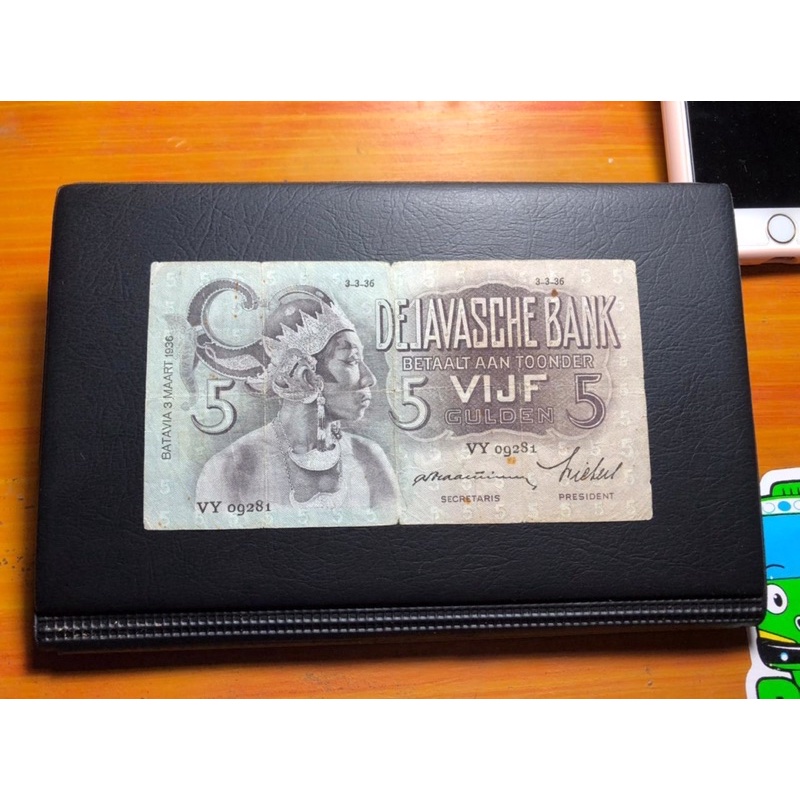 3-3-36
3-3-36
DE JAVASCHE BANK
BETAALT AAN TOONDER
VIJF
GULDEN
5
5
5
BATAVIA 3 MAART 1936
VY 09281
VY 09281
SECRETARIS
PRESIDENT